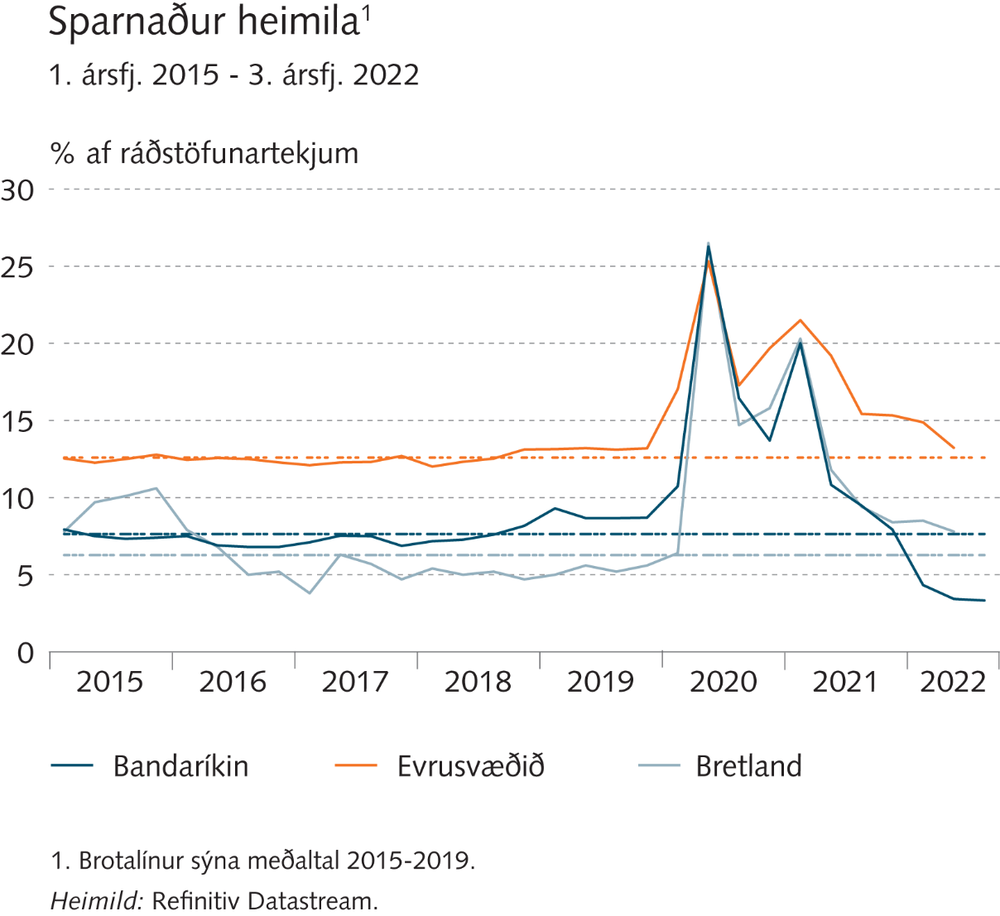 Sparnaður heimila¹
1. ársfj. 2015 - 3. ársfj. 2022
% af ráðstöfunartekjum
30
25
20
15
10
5
0
2015 2016 2017 2018 2019 2020 2021 2022
Bandaríkin Evrusvæðið Bretland
1. Brotalínur sýna meðaltal 2015-2019.
Heimild: Refinitiv Datastream.